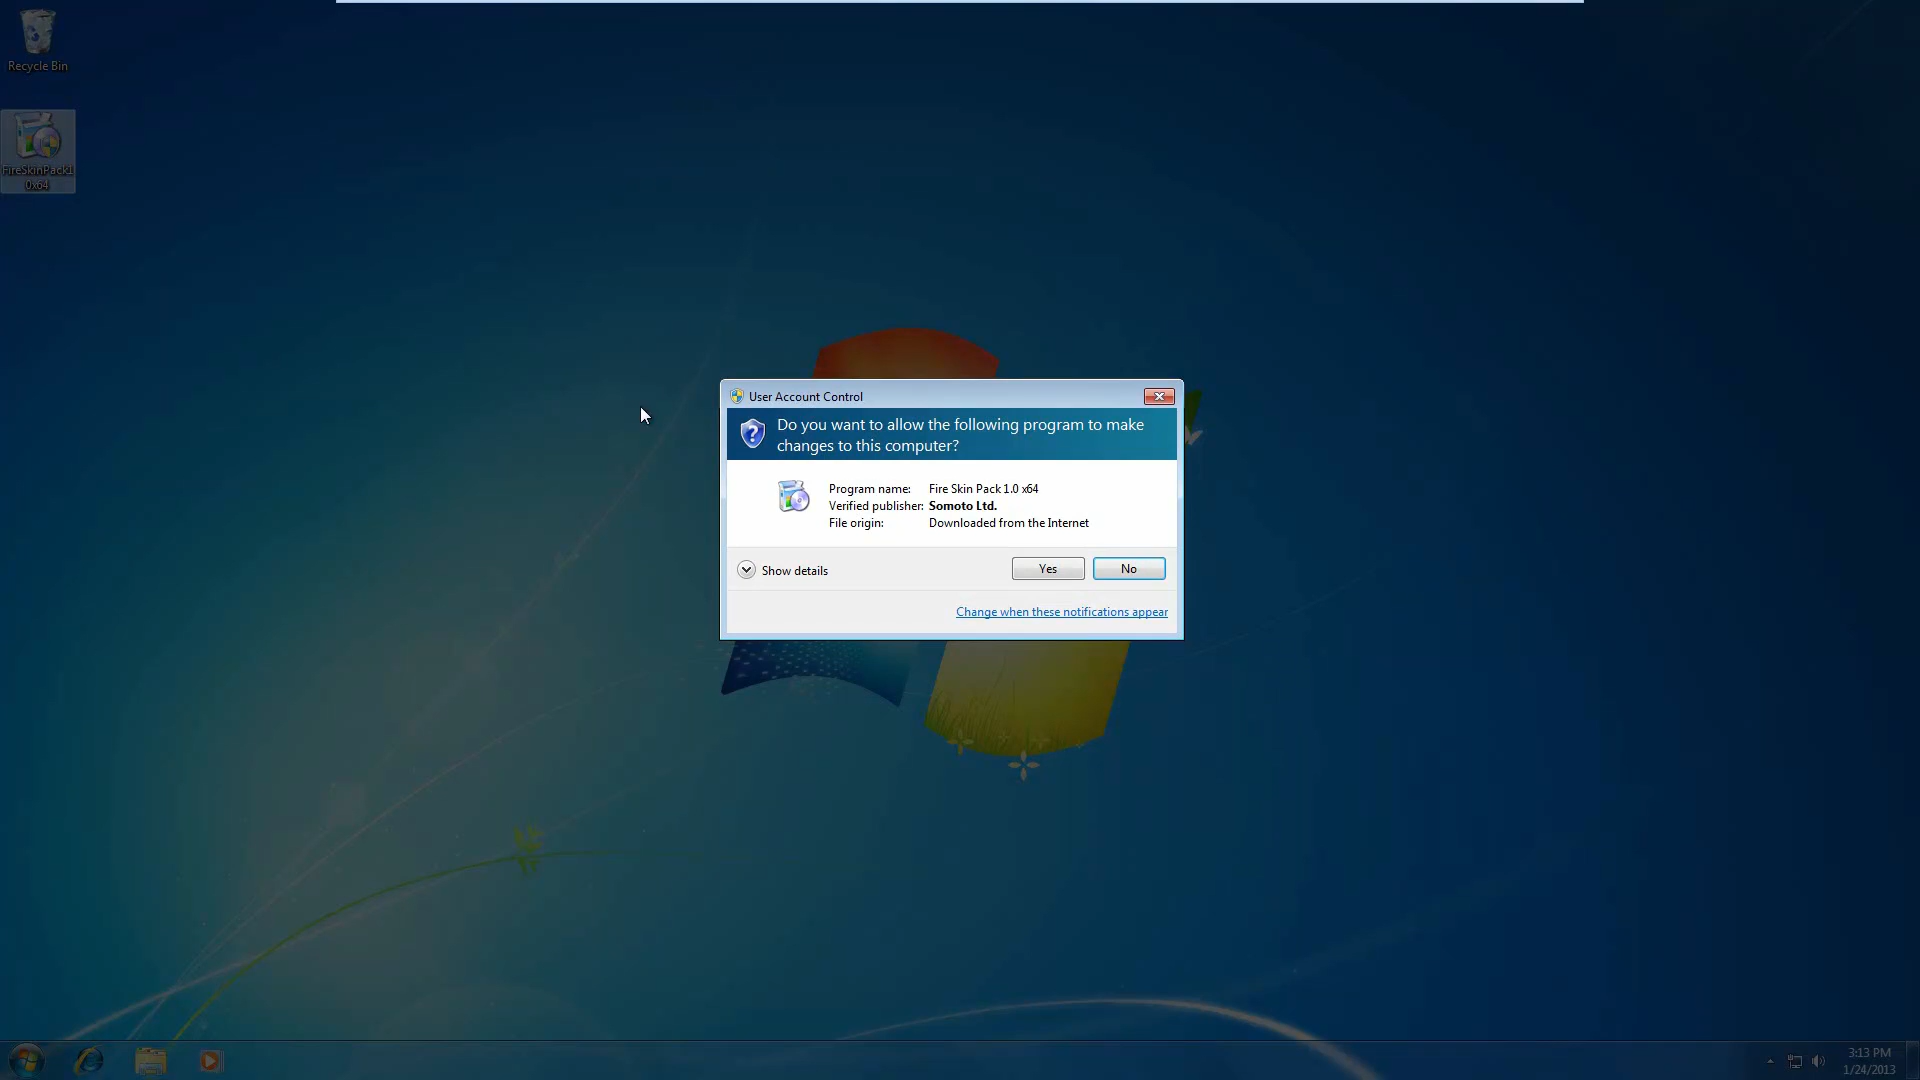 Recycle Bin
FireSkinPack1
0x64
User Account Control
Do you want to allow the following program to make
changes to this computer?
Program name: Fire Skin Pack 1.0 x64
Verified publisher: Somoto Ltd.
File origin: Downloaded from the Internet
Show details
Yes
No
Change when these notifications appear
3:13 PM
1/24/2013